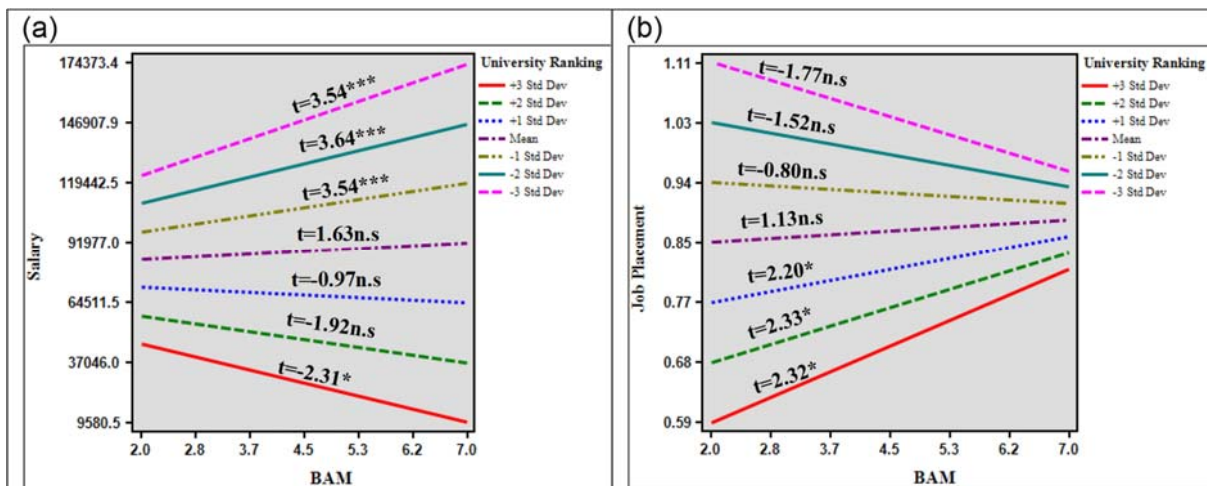 (a)
174373.4
146907.9
119442.5
91977.0
64511.5
37046.0
9580.5
Salary
t=3.54***
t=3.64***
t=3.54***
t=1.63n.s
t=-0.97n.s
t=-1.92n.s
t=-2.31*
2.0 2.8 3.7 4.5 5.3 6.2 7.0
BAM
University Ranking
+3 Std Dev
+2 Std Dev
+1 Std Dev
Mean
-1 Std Dev
-2 Std Dev
-3 Std Dev
(b)
1.11
1.03
0.94
0.85
0.77
0.68
0.59
Job Placement
t=-1.77n.s
t=-1.52n.s
t=-0.80n.s
t=1.13n.s
t=2.20*
t=2.33*
t=2.32*
2.0 2.8 3.7 4.5 5.3 6.2 7.0
BAM
University Ranking
+3 Std Dev
+2 Std Dev
+1 Std Dev
Mean
-1 Std Dev
-2 Std Dev
-3 Std Dev